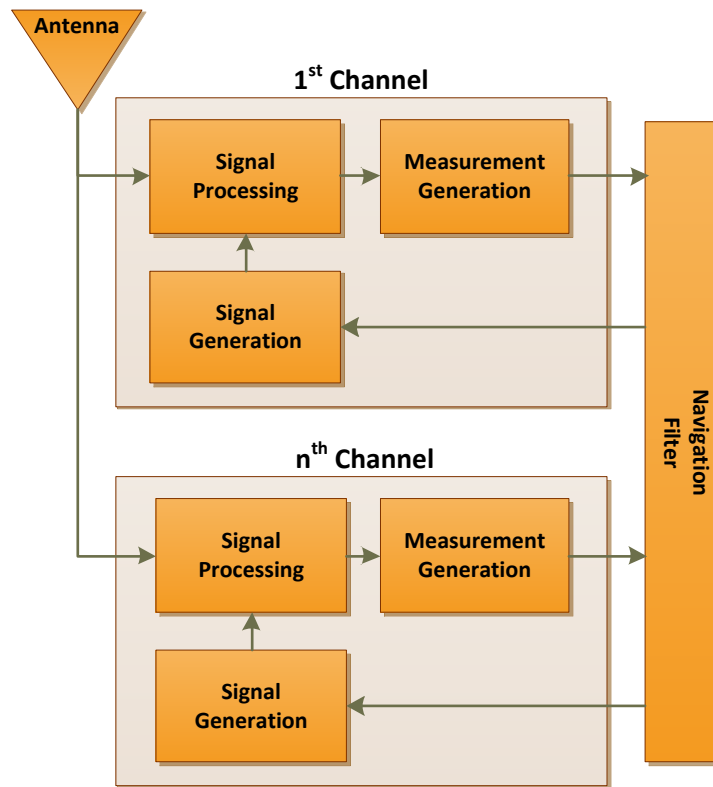 Antenna
1st Channel
Signal
Processing
Measurement
Generation
Signal
Generation
Navigation
Filter
nth Channel
Signal
Processing
Measurement
Generation
Signal
Generation